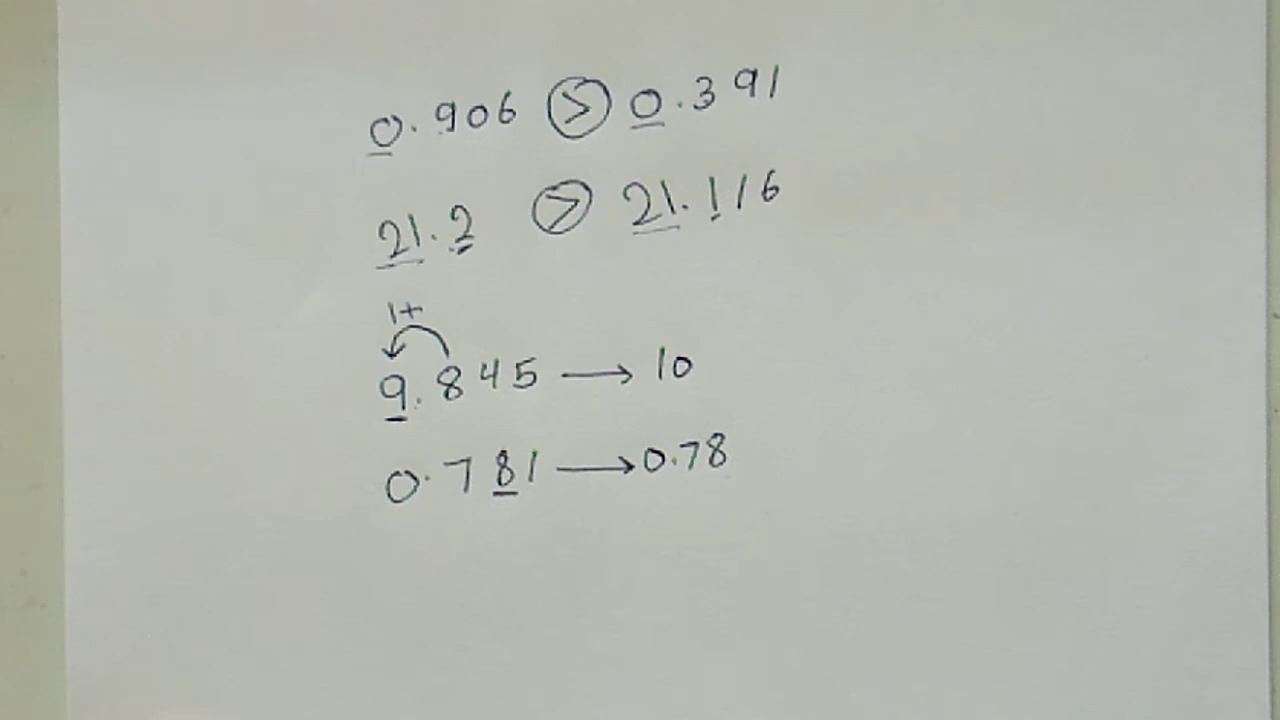 0.906 > 0.391
21.2 > 21.116
1+
9.845 → 10
0.781 → 0.78